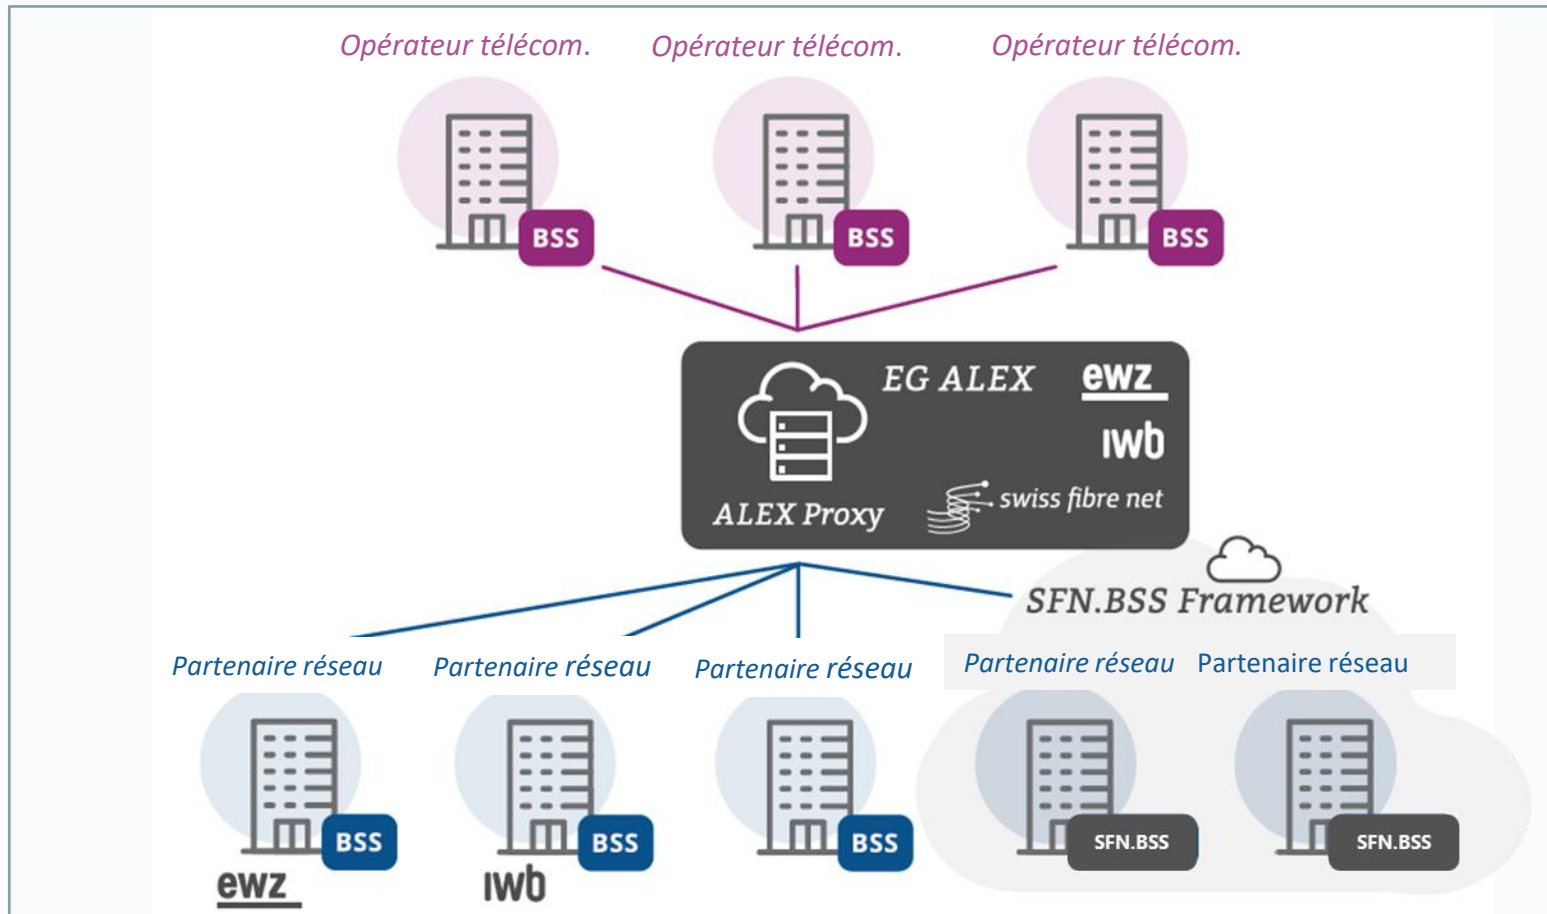 Opérateur télécom. Opérateur télécom. Opérateur télécom.
BSS BSS BSS
EG ALEX ewz
iwb
ALEX Proxy swiss fibre net
SFN.BSS Framework
Partenaire réseau Partenaire réseau Partenaire réseau Partenaire réseau Partenaire réseau
BSS BSS BSS SFN.BSS SFN.BSS
ewz iwb